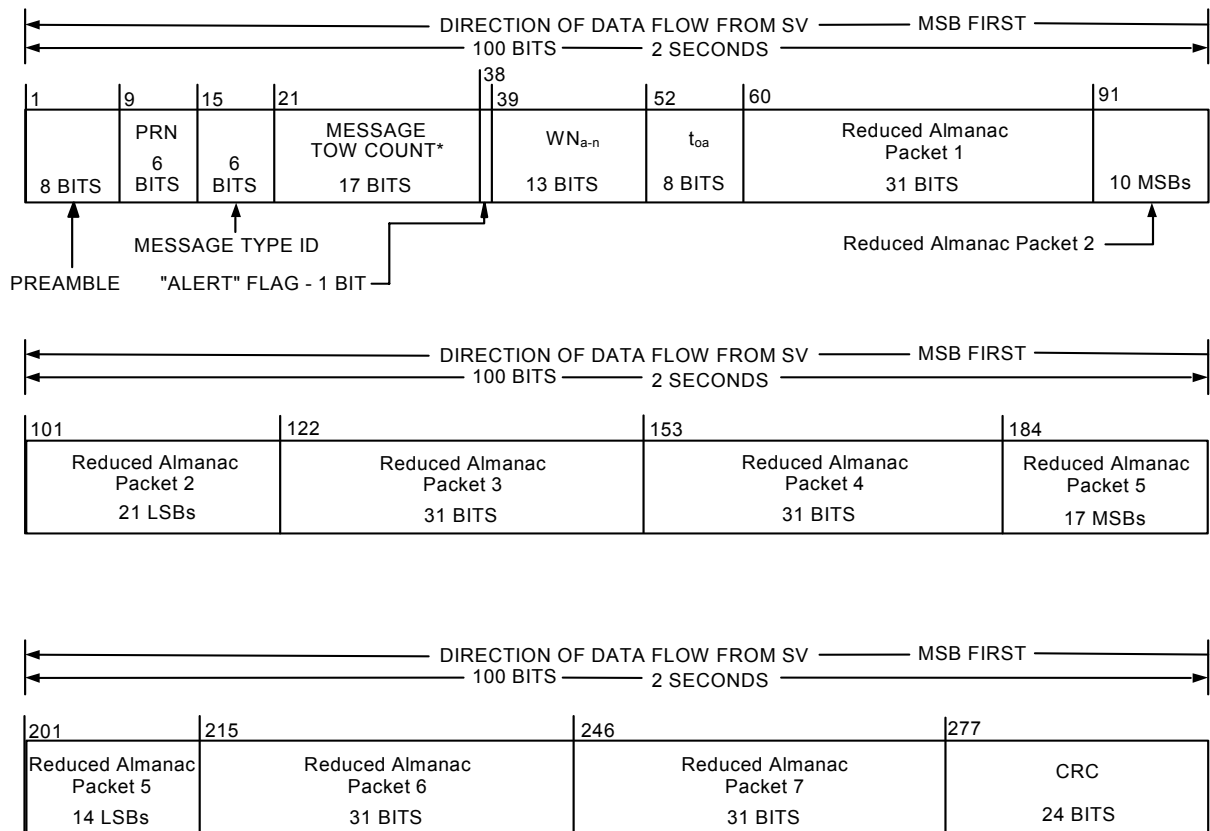 DIRECTION OF DATA FLOW FROM SV MSB FIRST
100 BITS 2 SECONDS
1 9 15 21 38 39 52 60 91
PRN
6
BITS
8 BITS
6
BITS
MESSAGE
TOW COUNT*
17 BITS
WNa-n
13 BITS
toa
8 BITS
Reduced Almanac
Packet 1
31 BITS
10 MSBs
MESSAGE TYPE ID
Reduced Almanac Packet 2
PREAMBLE
"ALERT" FLAG - 1 BIT
DIRECTION OF DATA FLOW FROM SV MSB FIRST
100 BITS 2 SECONDS
101 122 153 184
Reduced Almanac
Packet 2
21 LSBs
Reduced Almanac
Packet 3
31 BITS
Reduced Almanac
Packet 4
31 BITS
Reduced Almanac
Packet 5
17 MSBs
DIRECTION OF DATA FLOW FROM SV MSB FIRST
100 BITS 2 SECONDS
201 215 246 277
Reduced Almanac
Packet 5
14 LSBs
Reduced Almanac
Packet 6
31 BITS
Reduced Almanac
Packet 7
31 BITS
CRC
24 BITS